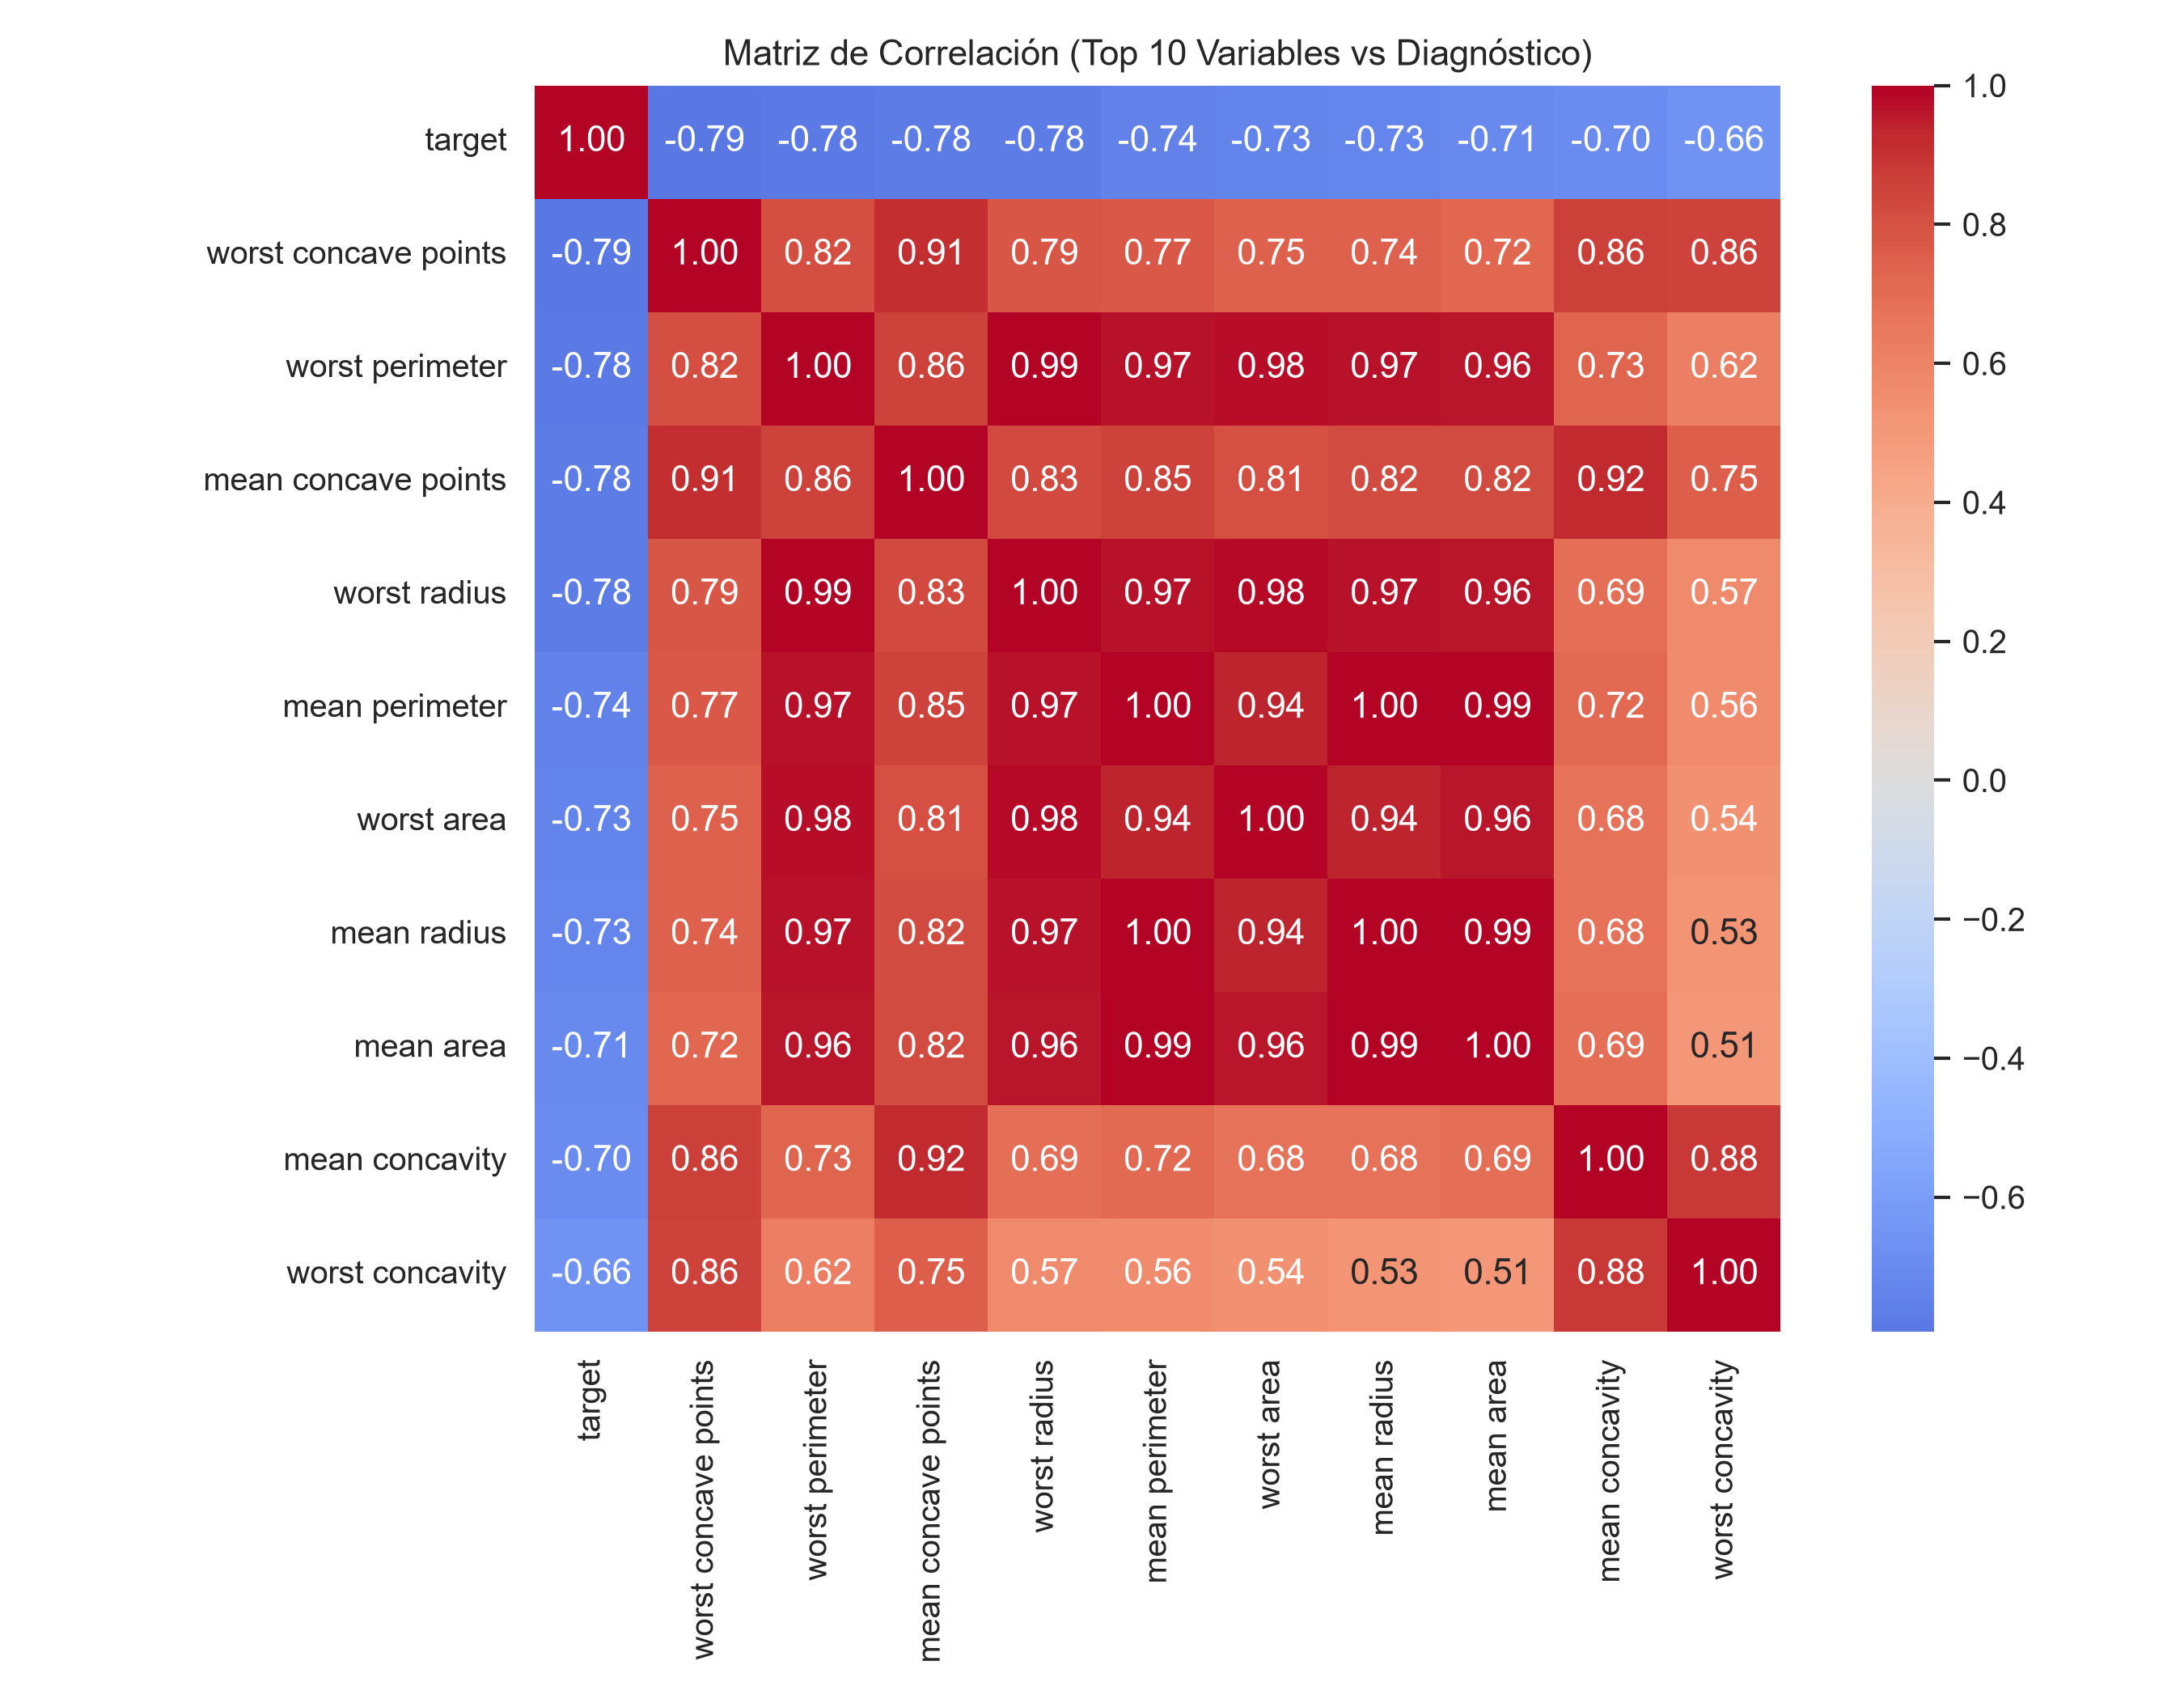 Matriz de Correlación (Top 10 Variables vs Diagnóstico)
target 1.00 -0.79 -0.78 -0.78 -0.78 -0.74 -0.73 -0.73 -0.71 -0.70 -0.66
worst concave points -0.79 1.00 0.82 0.91 0.79 0.77 0.75 0.74 0.72 0.86 0.86
worst perimeter -0.78 0.82 1.00 0.86 0.99 0.97 0.98 0.97 0.96 0.73 0.62
mean concave points -0.78 0.91 0.86 1.00 0.83 0.85 0.81 0.82 0.82 0.92 0.75
worst radius -0.78 0.79 0.99 0.83 1.00 0.97 0.98 0.97 0.96 0.69 0.57
mean perimeter -0.74 0.77 0.97 0.85 0.97 1.00 0.94 1.00 0.99 0.72 0.56
worst area -0.73 0.75 0.98 0.81 0.98 0.94 1.00 0.94 0.96 0.68 0.54
mean radius -0.73 0.74 0.97 0.82 0.97 1.00 0.94 1.00 0.99 0.68 0.53
mean area -0.71 0.72 0.96 0.82 0.96 0.99 0.96 0.99 1.00 0.69 0.51
mean concavity -0.70 0.86 0.73 0.92 0.69 0.72 0.68 0.68 0.69 1.00 0.88
worst concavity -0.66 0.86 0.62 0.75 0.57 0.56 0.54 0.53 0.51 0.88 1.00
target
worst concave points
worst perimeter
mean concave points
worst radius
mean perimeter
worst area
mean radius
mean area
mean concavity
worst concavity
1.0
0.8
0.6
0.4
0.2
0.0
−0.2
−0.4
−0.6